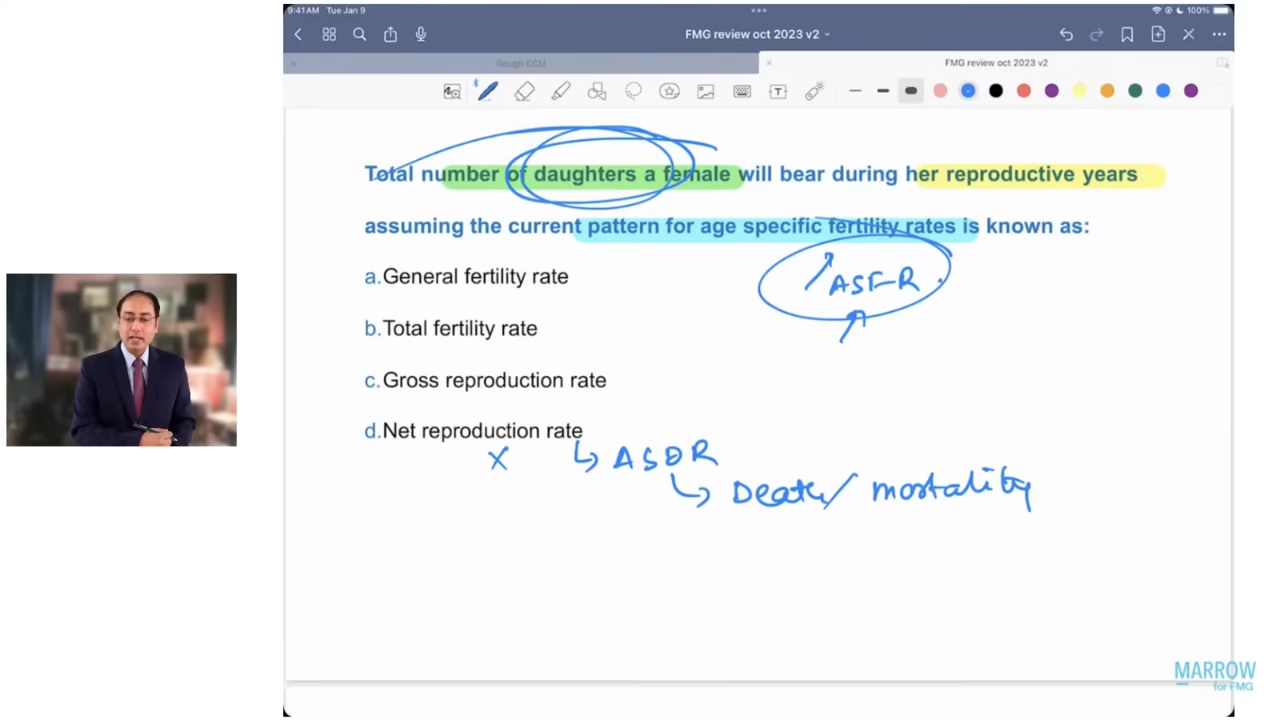 9:41 AM Tue Jan 9
100%
FMG review oct 2023 v2
Rough CCU
FMG review oct 2023 v2
T
Total number of daughters a female will bear during her reproductive years
assuming the current pattern for age specific fertility rates is known as:
a. General fertility rate
ASFR
b. Total fertility rate
c. Gross reproduction rate
d. Net reproduction rate
x ↳ ASDR
↳ Death/ mortality
MARROW
for FMG